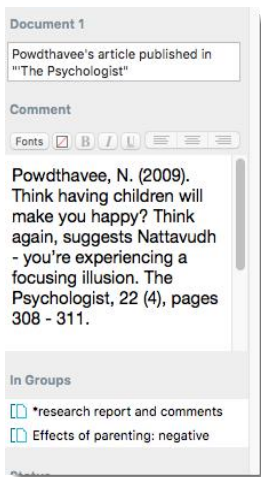 Document 1
Powdthavee's article published in
"'The Psychologist"
Comment
Fonts B I U
Powdthavee, N. (2009).
Think having children will
make you happy? Think
again, suggests Nattavudh
- you're experiencing a
focusing illusion. The
Psychologist, 22 (4), pages
308 - 311.
In Groups
*research report and comments
Effects of parenting: negative
Status